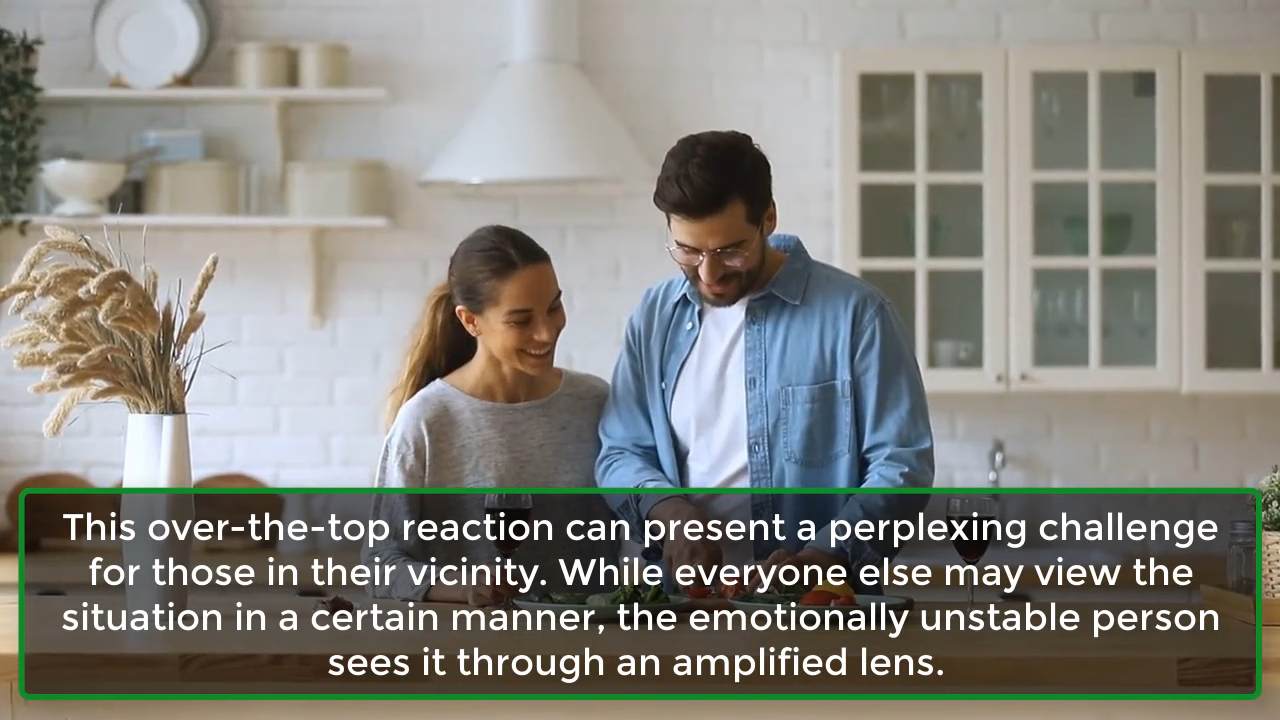 This over-the-top reaction can present a perplexing challenge
for those in their vicinity. While everyone else may view the
situation in a certain manner, the emotionally unstable person
sees it through an amplified lens.